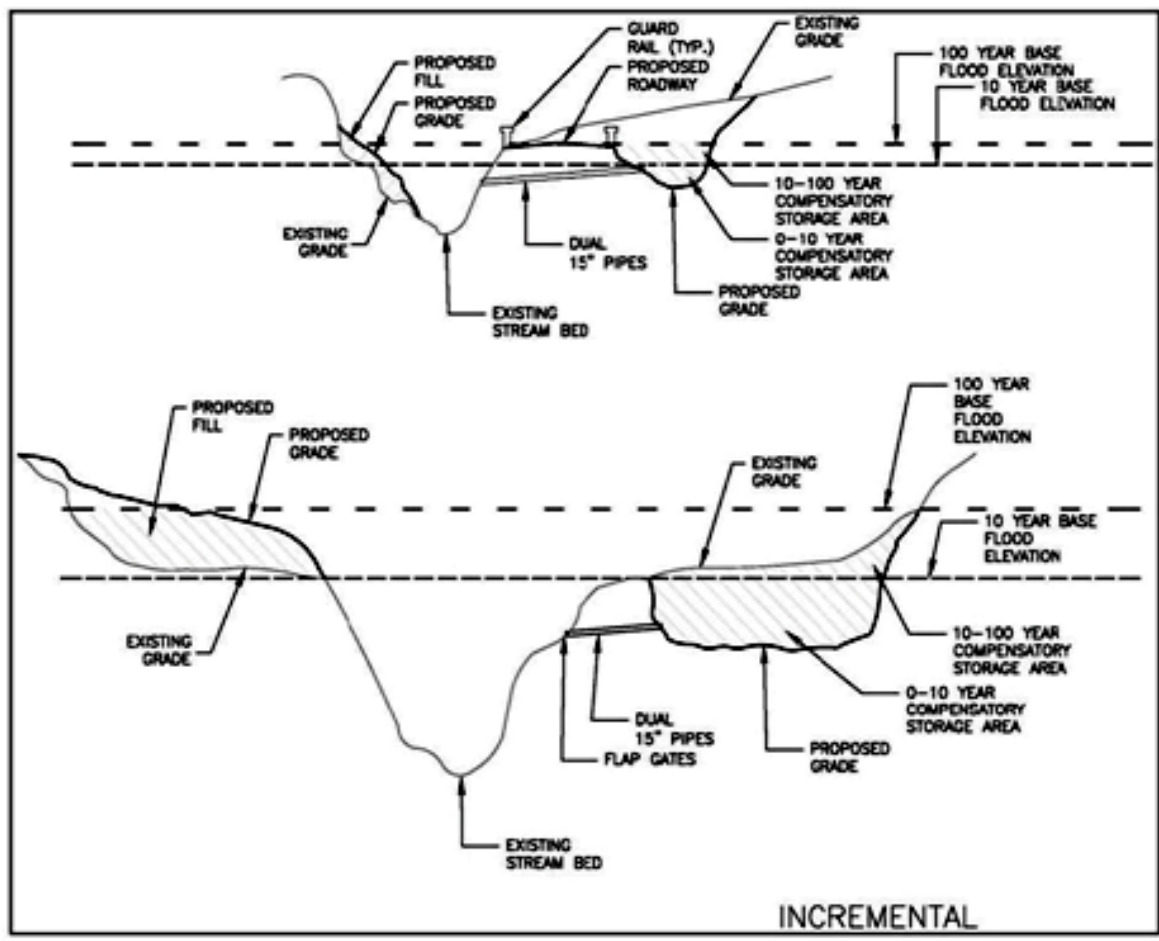 GUARD
RAIL (TYP.)
PROPOSED
ROADWAY
EXISTING
GRADE
PROPOSED
FILL
PROPOSED
GRADE
100 YEAR BASE
FLOOD ELEVATION
10 YEAR BASE
FLOOD ELEVATION
10-100 YEAR
COMPENSATORY
STORAGE AREA
0-10 YEAR
COMPENSATORY
STORAGE AREA
EXISTING
GRADE
DUAL
15" PIPES
PROPOSED
GRADE
EXISTING
STREAM BED
100 YEAR
BASE
FLOOD
ELEVATION
PROPOSED
FILL
PROPOSED
GRADE
EXISTING
GRADE
10 YEAR BASE
FLOOD
ELEVATION
EXISTING
GRADE
10-100 YEAR
COMPENSATORY
STORAGE AREA
0-10 YEAR
COMPENSATORY
STORAGE AREA
DUAL
15" PIPES
FLAP GATES
PROPOSED
GRADE
EXISTING
STREAM BED
INCREMENTAL